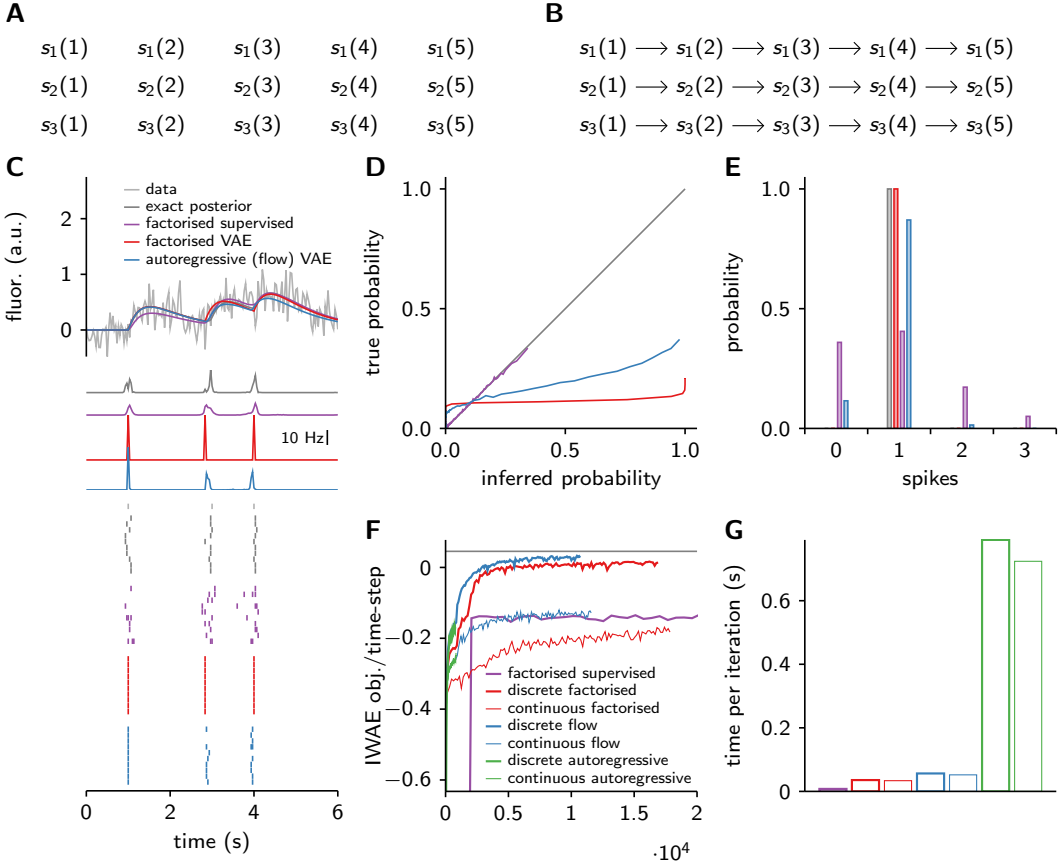 A
s₁(1) s₁(2) s₁(3) s₁(4) s₁(5)
s₂(1) s₂(2) s₂(3) s₂(4) s₂(5)
s₃(1) s₃(2) s₃(3) s₃(4) s₃(5)
B
s₁(1) → s₁(2) → s₁(3) → s₁(4) → s₁(5)
s₂(1) → s₂(2) → s₂(3) → s₂(4) → s₂(5)
s₃(1) → s₃(2) → s₃(3) → s₃(4) → s₃(5)
C
data
exact posterior
factorised supervised
factorised VAE
autoregressive (flow) VAE
fluor. (a.u.)
2
1
0
10 Hz
0 2 4 6
time (s)
D
true probability
1.0
0.5
0.0
0.0 0.5 1.0
inferred probability
E
probability
1.0
0.5
0.0
0 1 2 3
spikes
F
IWAE obj./time-step
0
−0.2
−0.4
−0.6
factorised supervised
discrete factorised
continuous factorised
discrete flow
continuous flow
discrete autoregressive
continuous autoregressive
0 0.5 1 1.5 2
·10⁴
G
time per iteration (s)
0.6
0.4
0.2
0